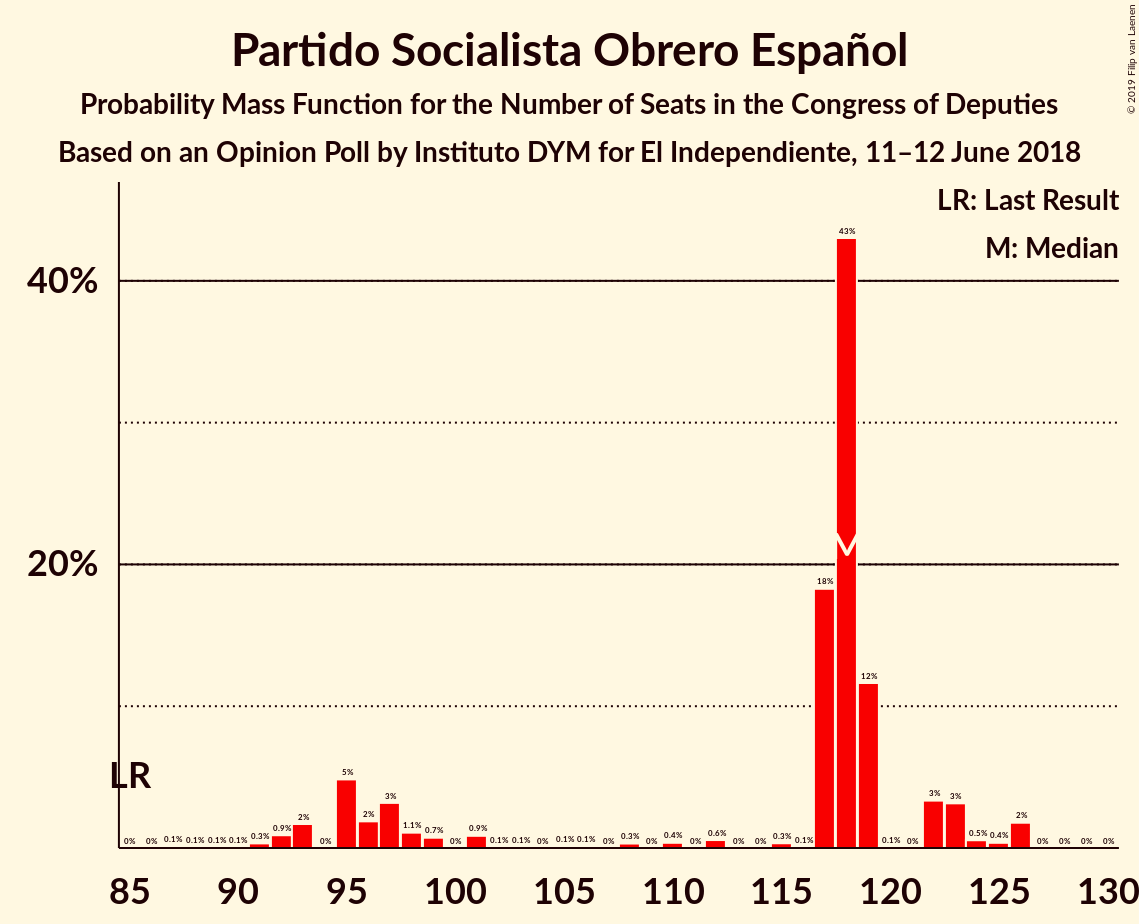 Partido Socialista Obrero Español
Probability Mass Function for the Number of Seats in the Congress of Deputies
Based on an Opinion Poll by Instituto DYM for El Independiente, 11–12 June 2018
© 2019 Filip van Laenen
LR: Last Result
M: Median
40%
20%
LR
M
0% 0% 0.1% 0.1% 0.1% 0.1% 0.3% 0.9% 2% 0% 5% 2% 3% 1.1% 0.7% 0% 0.9% 0.1% 0.1% 0% 0.1% 0.1% 0% 0.3% 0% 0.4% 0% 0.6% 0% 0% 0.3% 0.1% 18% 43% 12% 0.1% 0% 3% 3% 0.5% 0.4% 2% 0% 0% 0% 0%
85 90 95 100 105 110 115 120 125 130